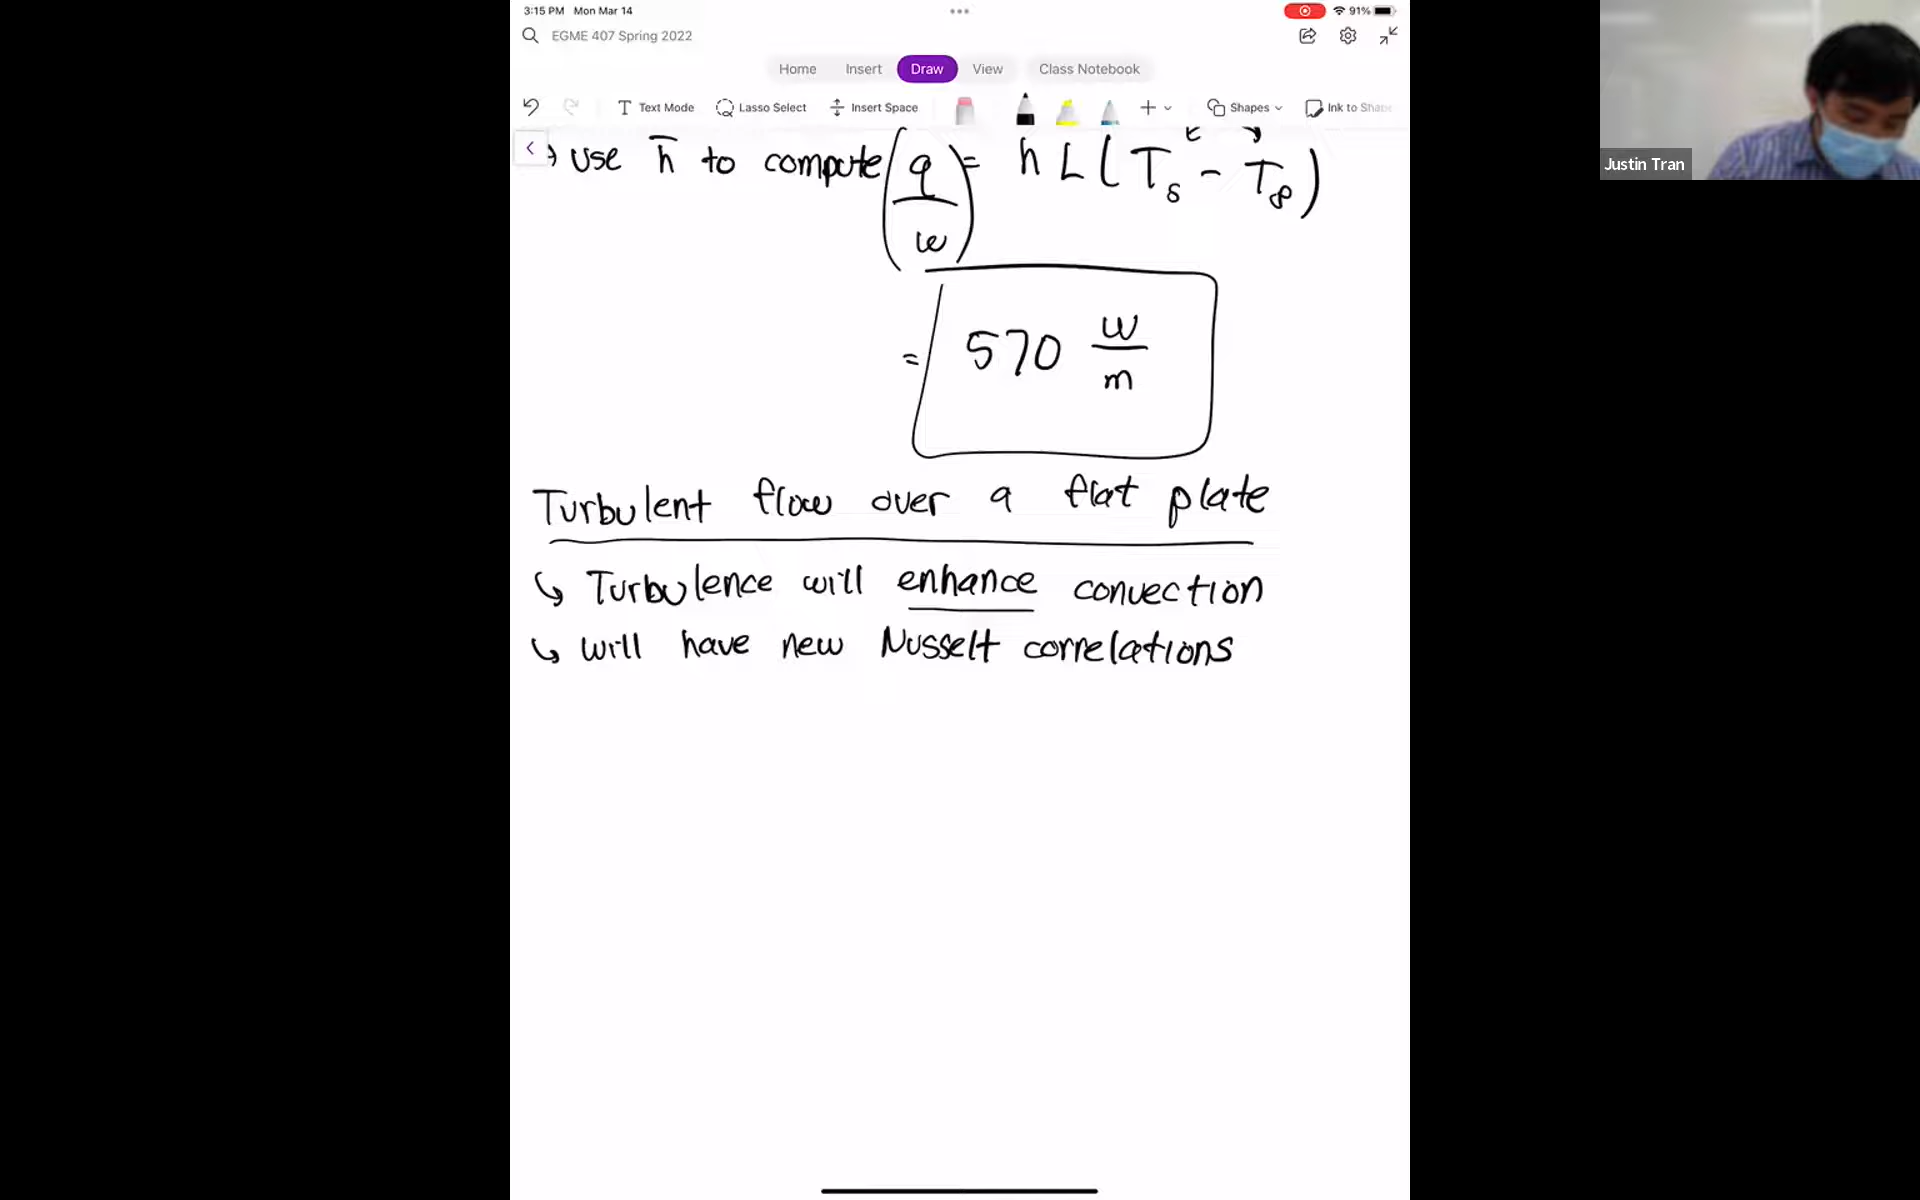 3:15 PM Mon Mar 14
91%
EGME 407 Spring 2022
Home Insert Draw View Class Notebook
Text Mode Lasso Select Insert Space Shapes Ink to Shape
Justin Tran
use h̅ to compute (q/w) = h L (Ts - T∞)
= 570 W/m
Turbulent flow over a flat plate
↳ Turbulence will enhance convection
↳ will have new Nusselt correlations